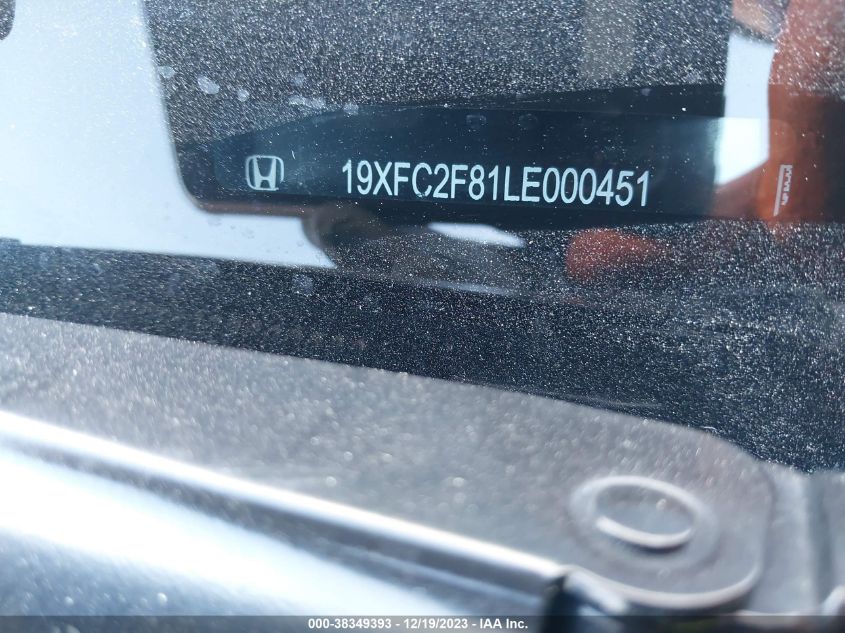 19XFC2F81LE000451
000-38349393 - 12/19/2023 - IAA Inc.